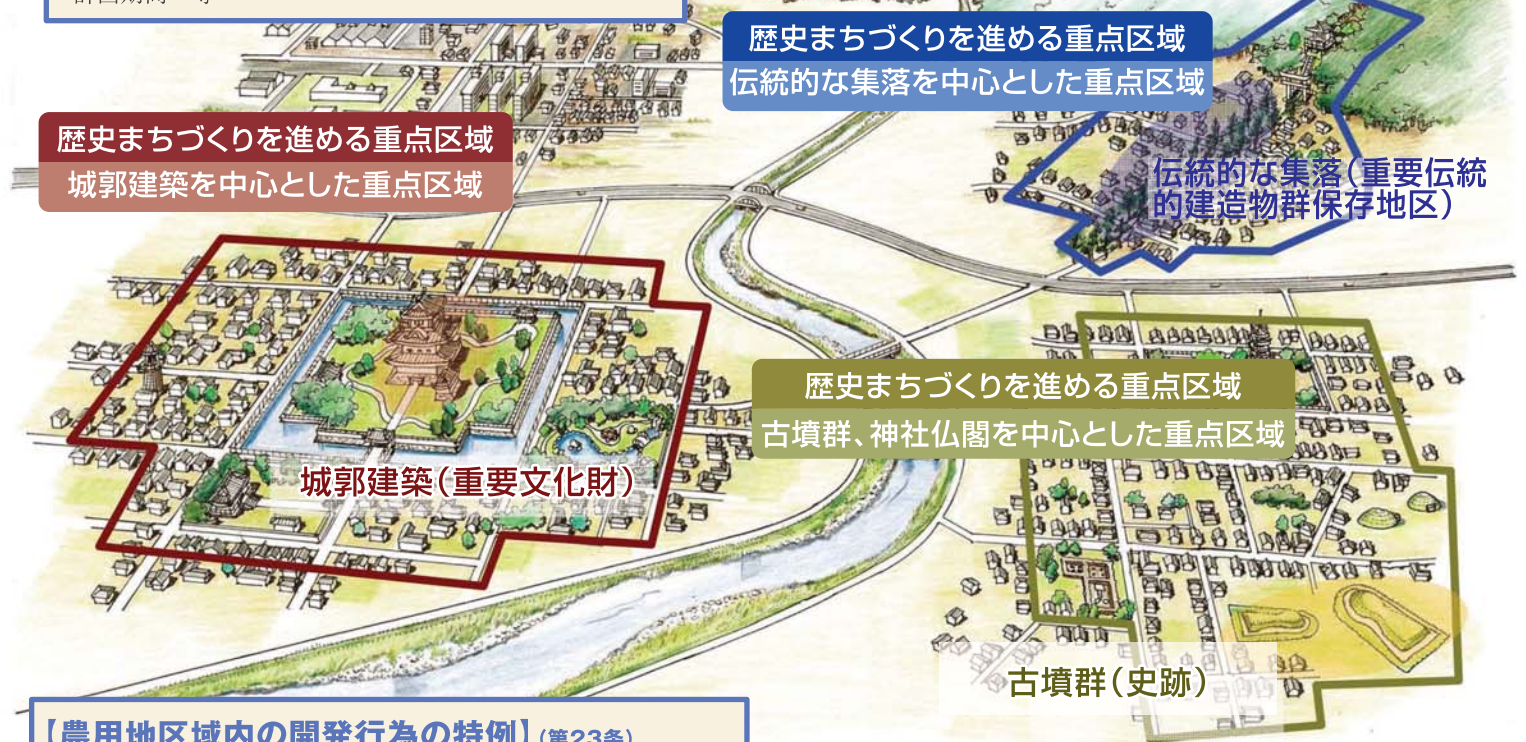 計画期間 等
歴史まちづくりを進める重点区域
伝統的な集落を中心とした重点区域
歴史まちづくりを進める重点区域
城郭建築を中心とした重点区域
伝統的な集落（重要伝統
的建造物群保存地区）
歴史まちづくりを進める重点区域
古墳群、神社仏閣を中心とした重点区域
城郭建築（重要文化財）
古墳群（史跡）
【農用地区域内の開発行為の特例】（第23条）